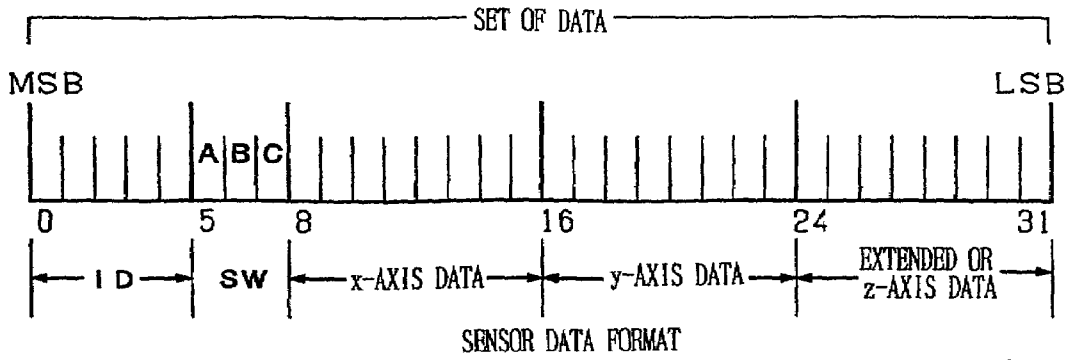 SET OF DATA
MSB LSB
A B C
0 5 8 16 24 31
ID SW x-AXIS DATA y-AXIS DATA EXTENDED OR
z-AXIS DATA
SENSOR DATA FORMAT